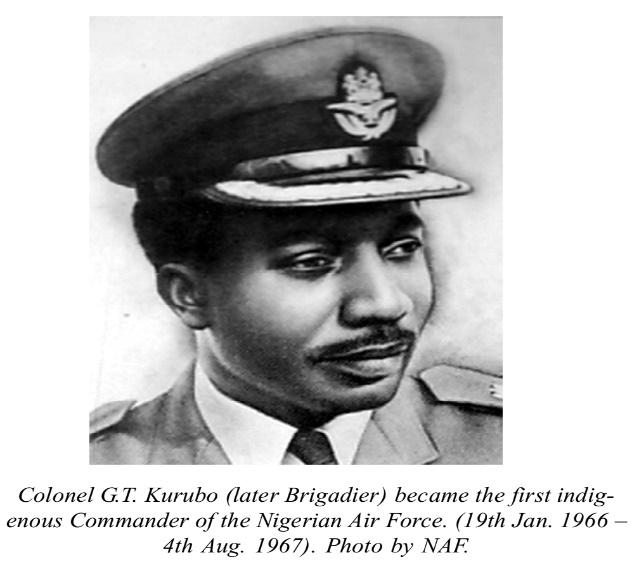 Colonel G.T. Kurubo (later Brigadier) became the first indig-
enous Commander of the Nigerian Air Force. (19th Jan. 1966 –
4th Aug. 1967). Photo by NAF.